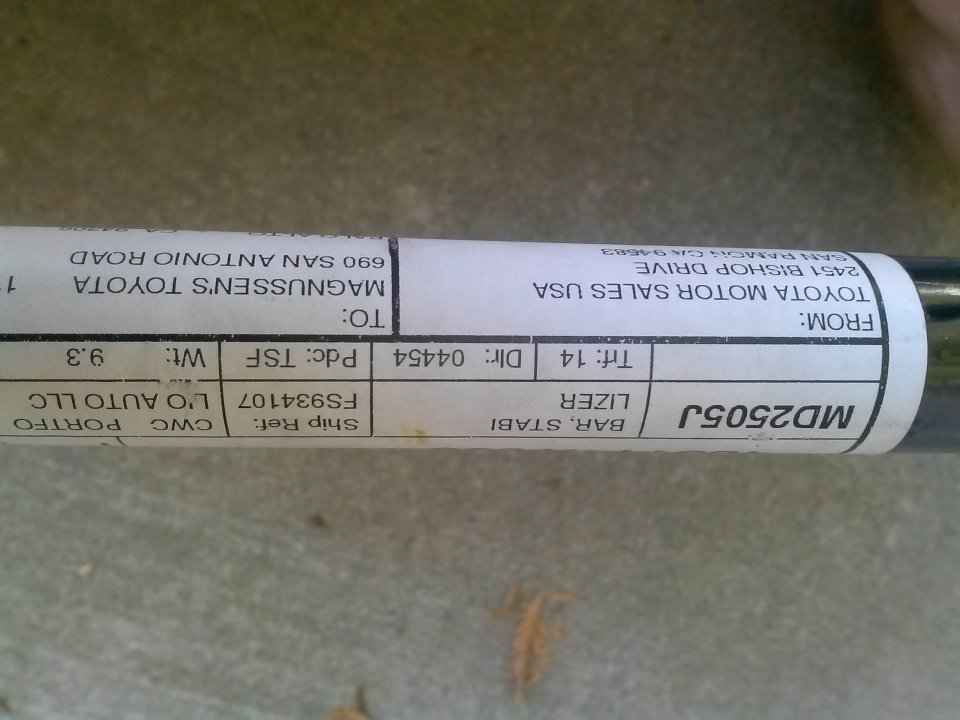 FROM:
TOYOTA MOTOR SALES USA
2451 BISHOP DRIVE
SAN RAMON CA 94583
TO:
MAGNUSSEN'S TOYOTA
690 SAN ANTONIO ROAD
Trf: 14
Dlr: 04454
Pdc: TSF
Wt: 9.3
MD2505J
BAR, STABI
LIZER
Ship Ref:
FS934107
CWC PORTFO
L'O AUTO LLC